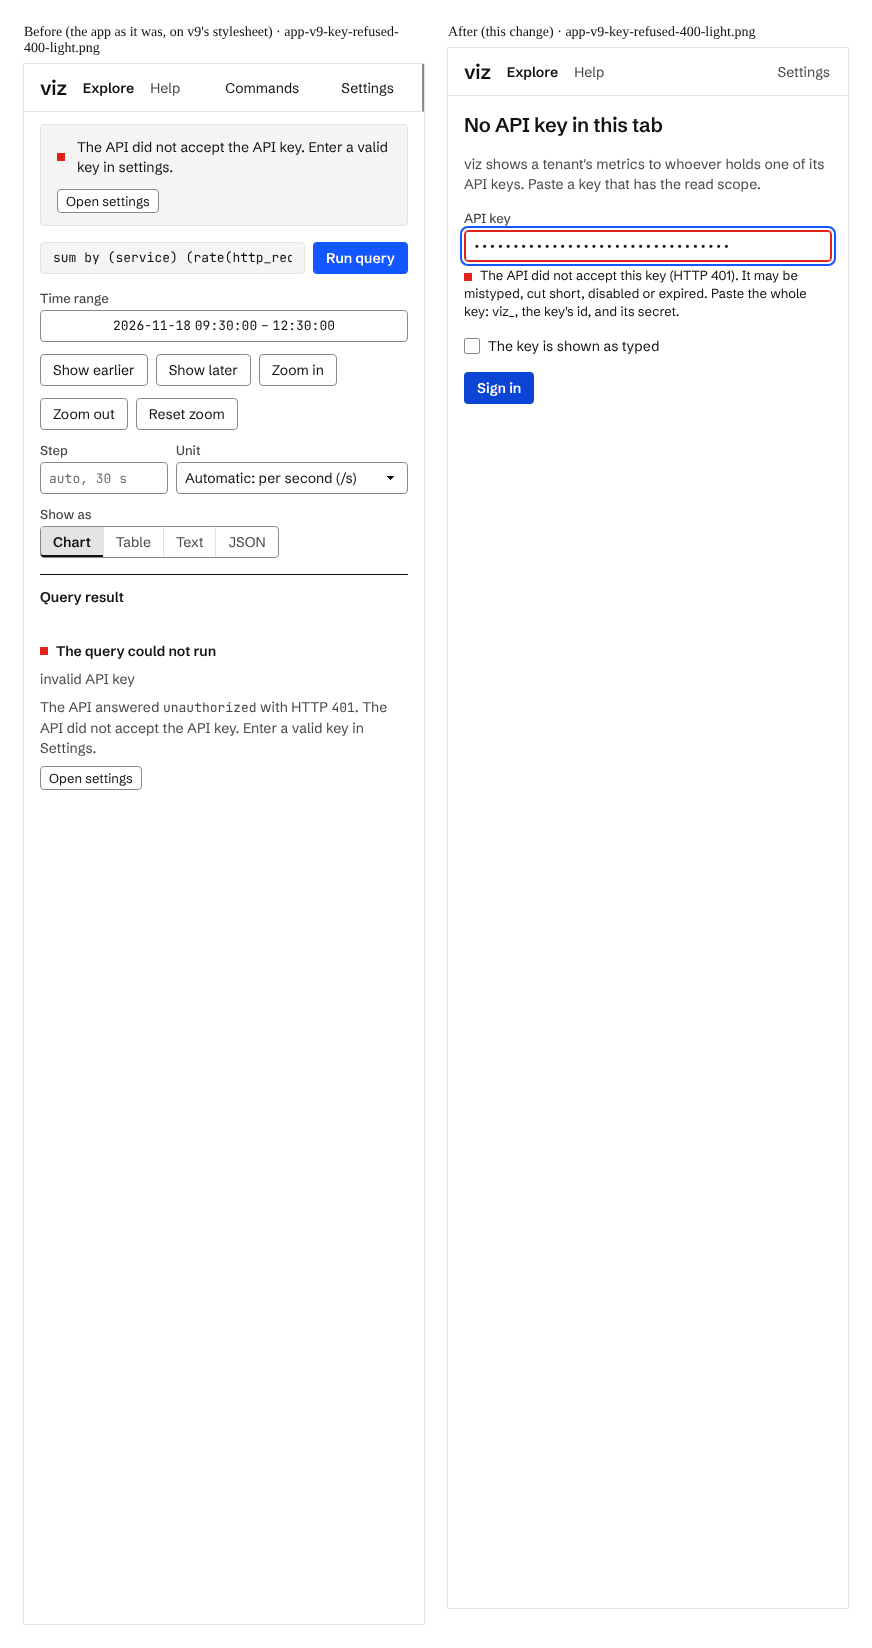 Before (the app as it was, on v9's stylesheet) · app-v9-key-refused-
400-light.png
viz Explore Help Commands Settings
The API did not accept the API key. Enter a valid
key in settings.
Open settings
sum by (service) (rate(http_rec
Run query
Time range
2026-11-18 09:30:00 – 12:30:00
Show earlier Show later Zoom in
Zoom out Reset zoom
Step Unit
auto, 30 s Automatic: per second (/s)
Show as
Chart Table Text JSON
Query result
The query could not run
invalid API key
The API answered unauthorized with HTTP 401. The
API did not accept the API key. Enter a valid key in
Settings.
Open settings
After (this change) · app-v9-key-refused-400-light.png
viz Explore Help Settings
No API key in this tab
viz shows a tenant's metrics to whoever holds one of its
API keys. Paste a key that has the read scope.
API key
•••••••••••••••••••••••••••••••••
The API did not accept this key (HTTP 401). It may be
mistyped, cut short, disabled or expired. Paste the whole
key: viz_, the key's id, and its secret.
The key is shown as typed
Sign in